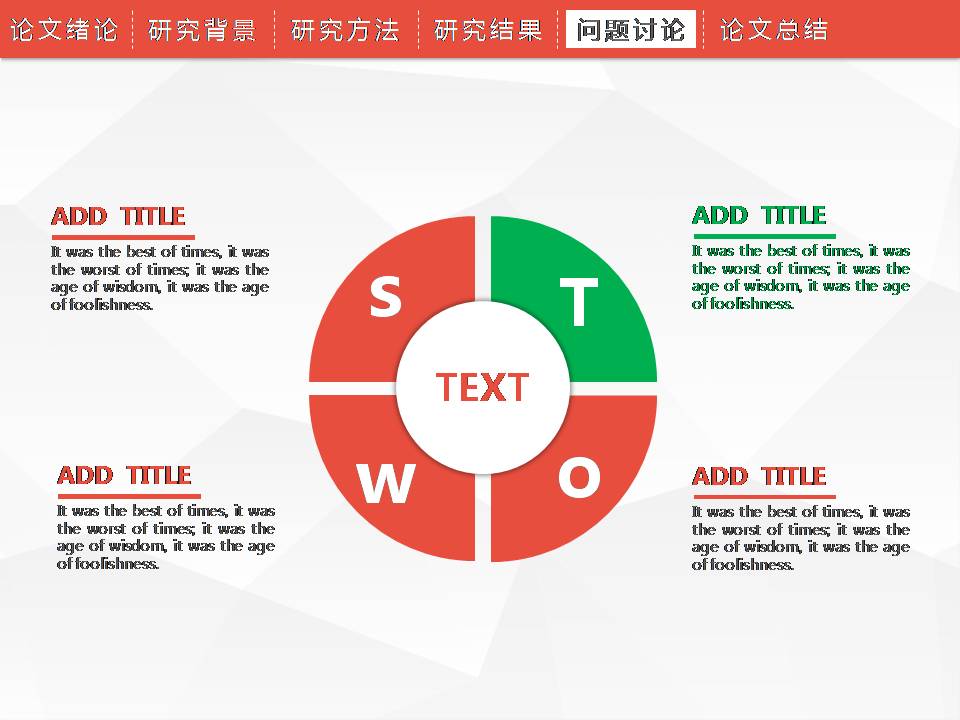 论文绪论 研究背景 研究方法 研究结果 问题讨论 论文总结
ADD TITLE
It was the best of times, it was
the worst of times; it was the
age of wisdom, it was the age
of foolishness.
ADD TITLE
It was the best of times, it was
the worst of times; it was the
age of wisdom, it was the age
of foolishness.
S
T
TEXT
W
O
ADD TITLE
It was the best of times, it was
the worst of times; it was the
age of wisdom, it was the age
of foolishness.
ADD TITLE
It was the best of times, it was
the worst of times; it was the
age of wisdom, it was the age
of foolishness.